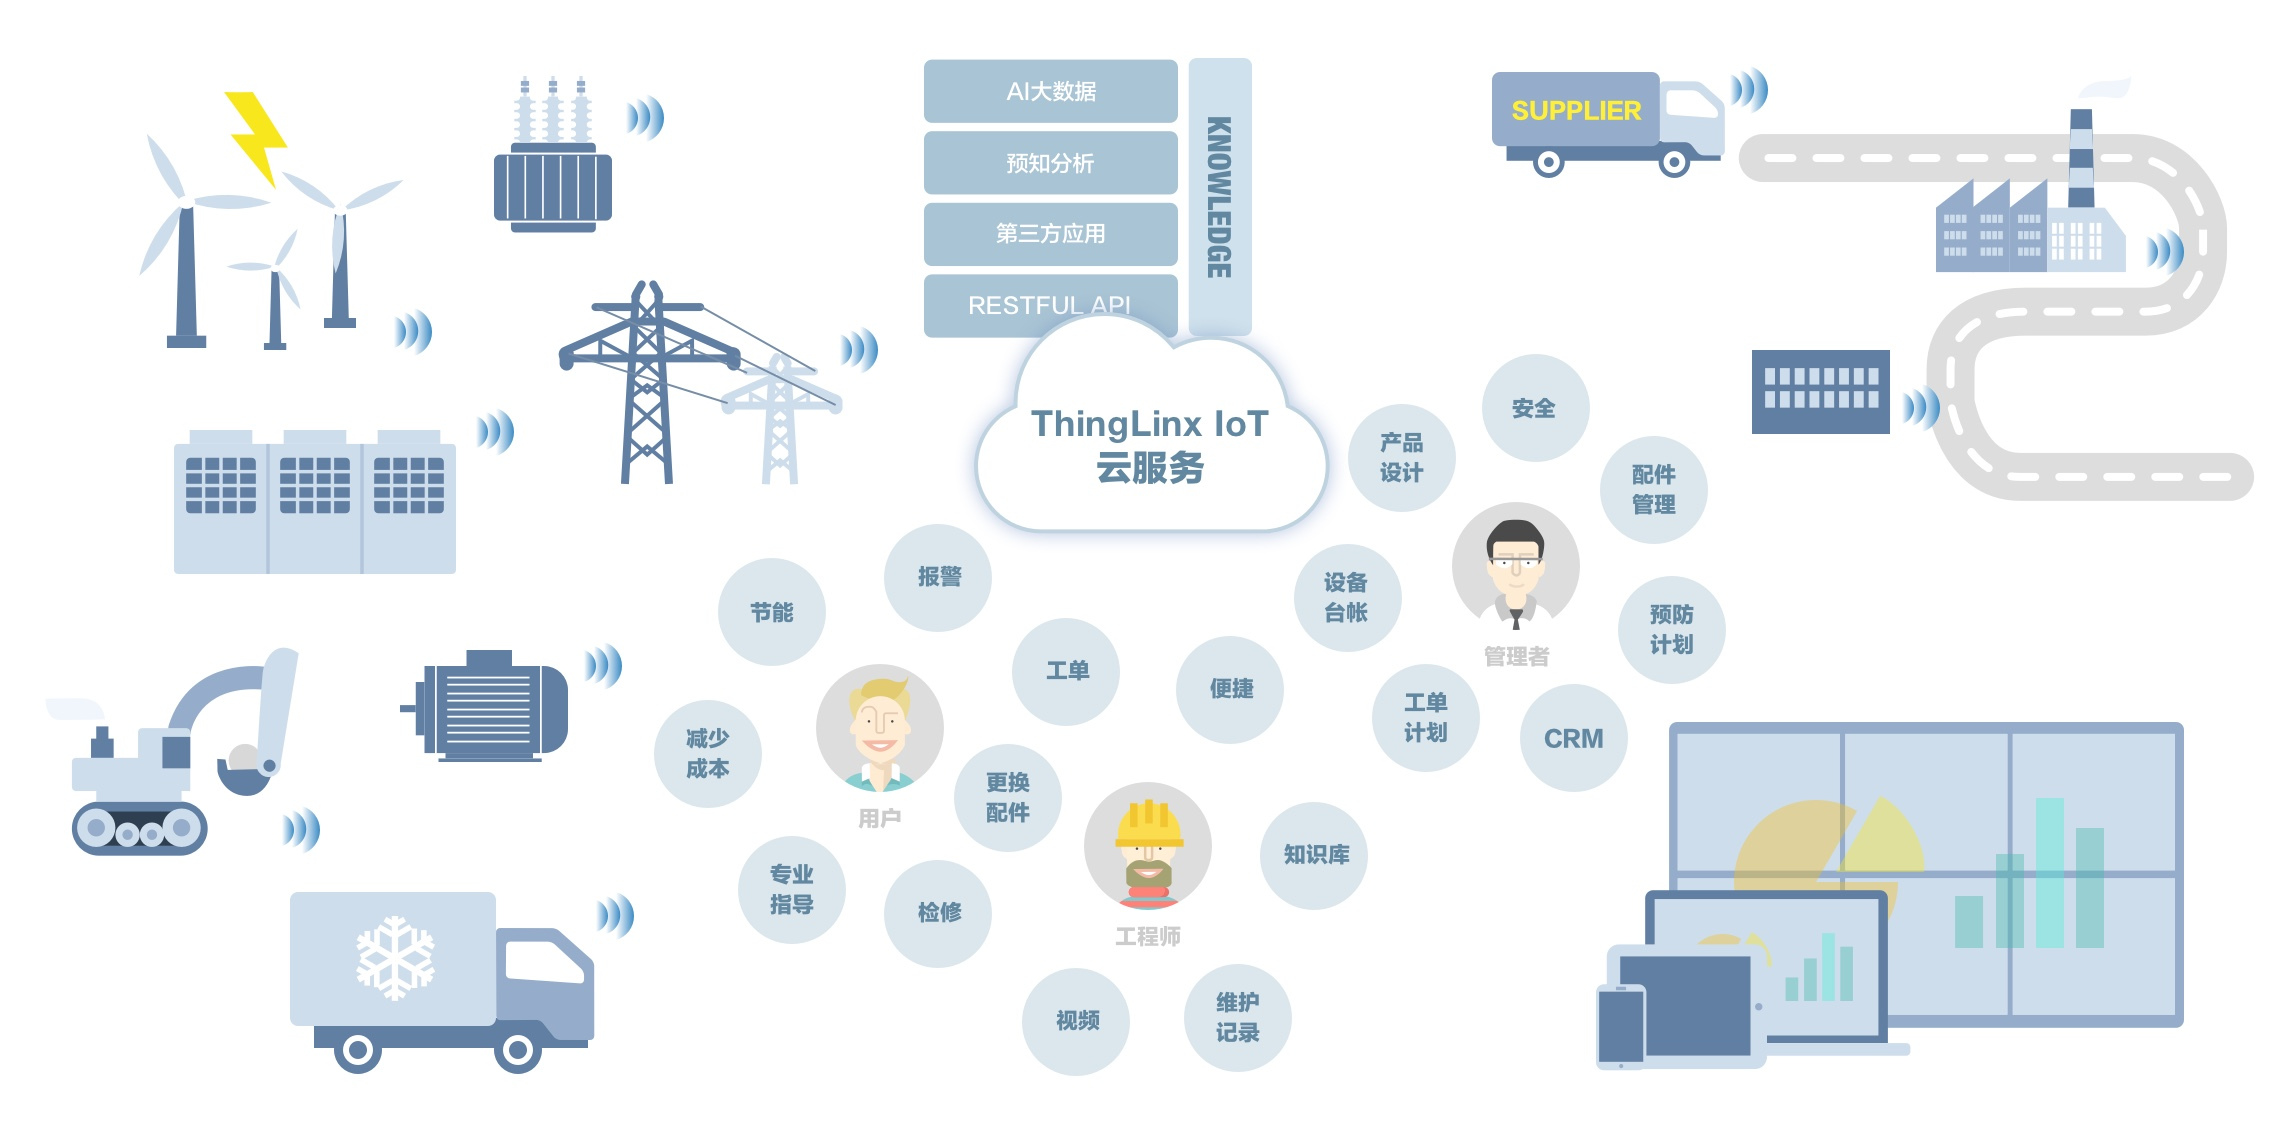 AI大数据
预知分析
第三方应用
RESTFUL API
KNOWLEDGE
SUPPLIER
ThingLinx IoT
云服务
产品
设计
安全
配件
管理
设备
台帐
管理者
预防
计划
工单
计划
CRM
节能
报警
工单
便捷
减少
成本
用户
更换
配件
专业
指导
检修
工程师
知识库
视频
维护
记录